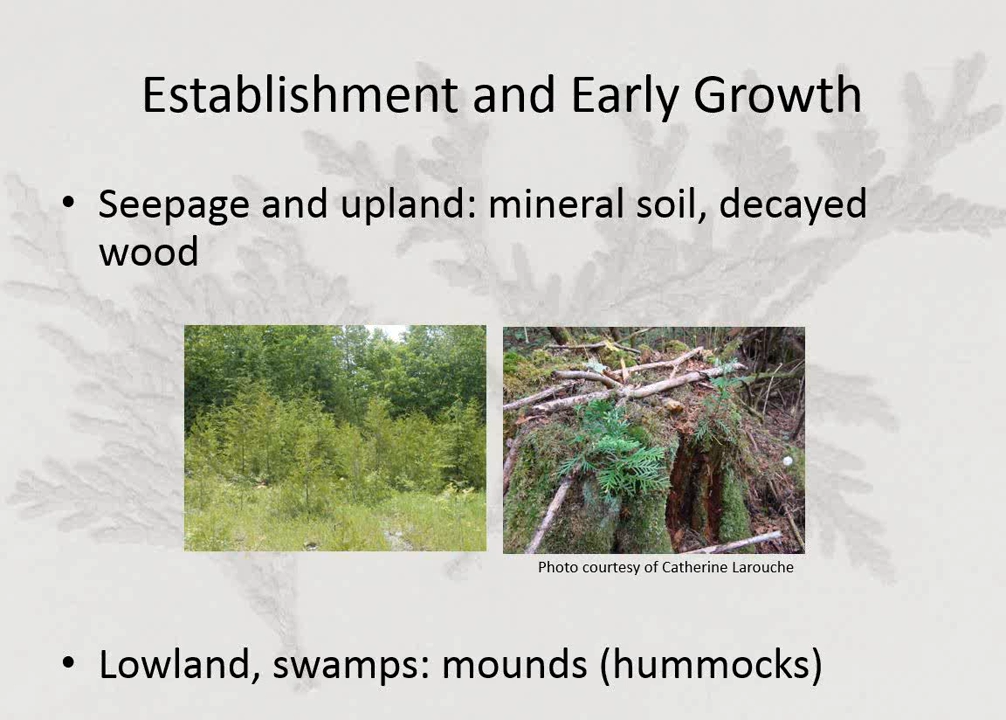 Establishment and Early Growth
• Seepage and upland: mineral soil, decayed
wood
Photo courtesy of Catherine Larouche
• Lowland, swamps: mounds (hummocks)